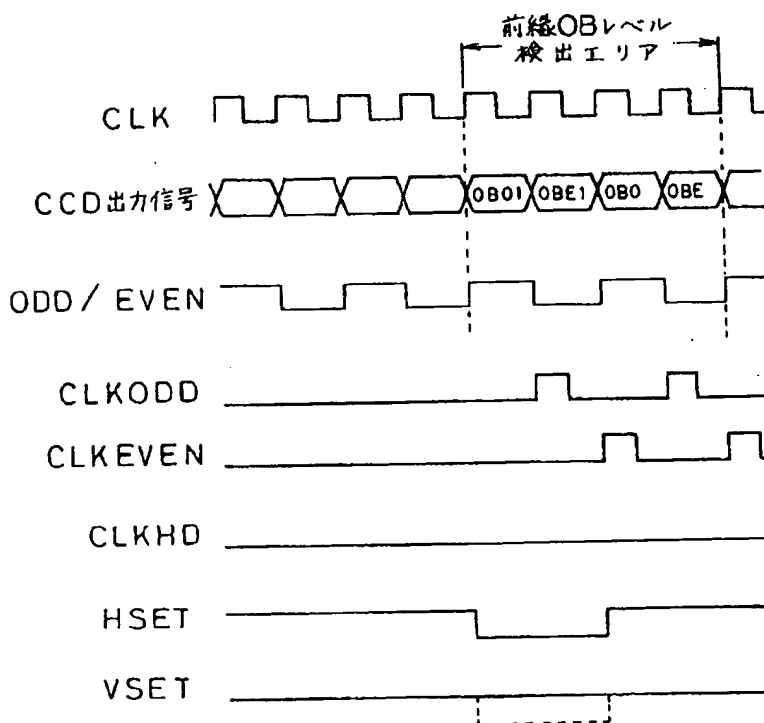 前縁OBレベル
検出エリア
CLK
CCD出力信号
OBO1 OBE1 OBO OBE
ODD/EVEN
CLKODD
CLKEVEN
CLKHD
HSET
VSET